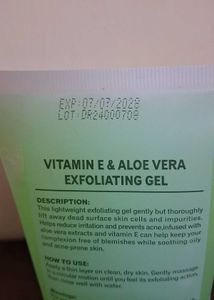 EXP:03/03/2028
LOT:DR24000708
VITAMIN E & ALOE VERA
EXFOLIATING GEL
DESCRIPTION:
This lightweight exfoliating gel gently but thoroughly
lift away dead surface skin cells and impurities.
Helps reduce irritation and prevents acne,infused with
aloe vera extracts and vitamin E can help keep your
complexion free of blemishes while soothing oily
and acne-prone skin.
HOW TO USE:
Apply a thin layer on clean, dry skin. Gently massage
in a circular motion until you feel its exfoliating action
then rinse well with water.